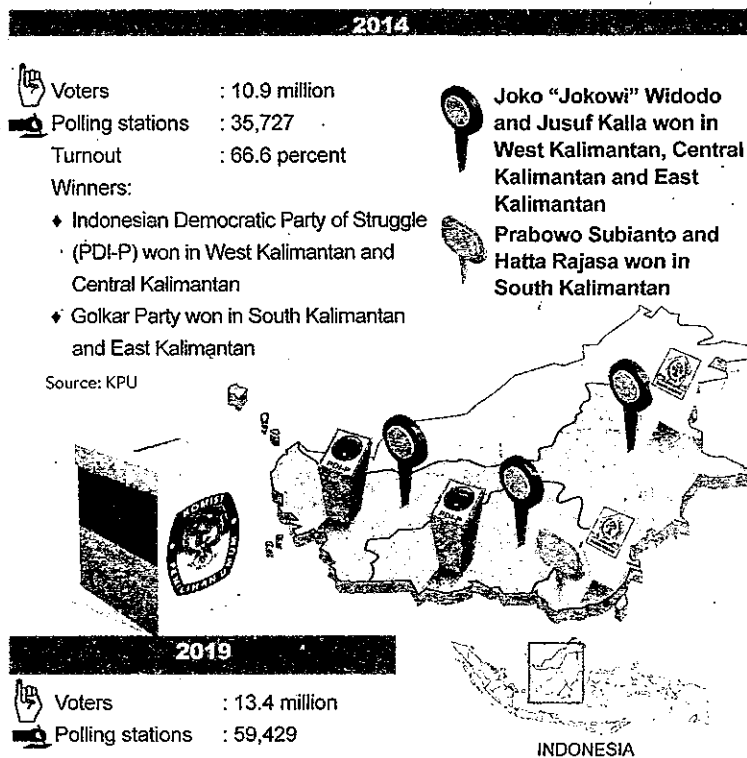 2014
Voters : 10.9 million
Polling stations : 35,727
Turnout : 66.6 percent
Winners:
♦ Indonesian Democratic Party of Struggle
(PDI-P) won in West Kalimantan and
Central Kalimantan
♦ Golkar Party won in South Kalimantan
and East Kalimantan
Source: KPU
Joko “Jokowi” Widodo
and Jusuf Kalla won in
West Kalimantan, Central
Kalimantan and East
Kalimantan
Prabowo Subianto and
Hatta Rajasa won in
South Kalimantan
KOMISI
PEMILIHAN UMUM
2019
Voters : 13.4 million
Polling stations : 59,429
INDONESIA